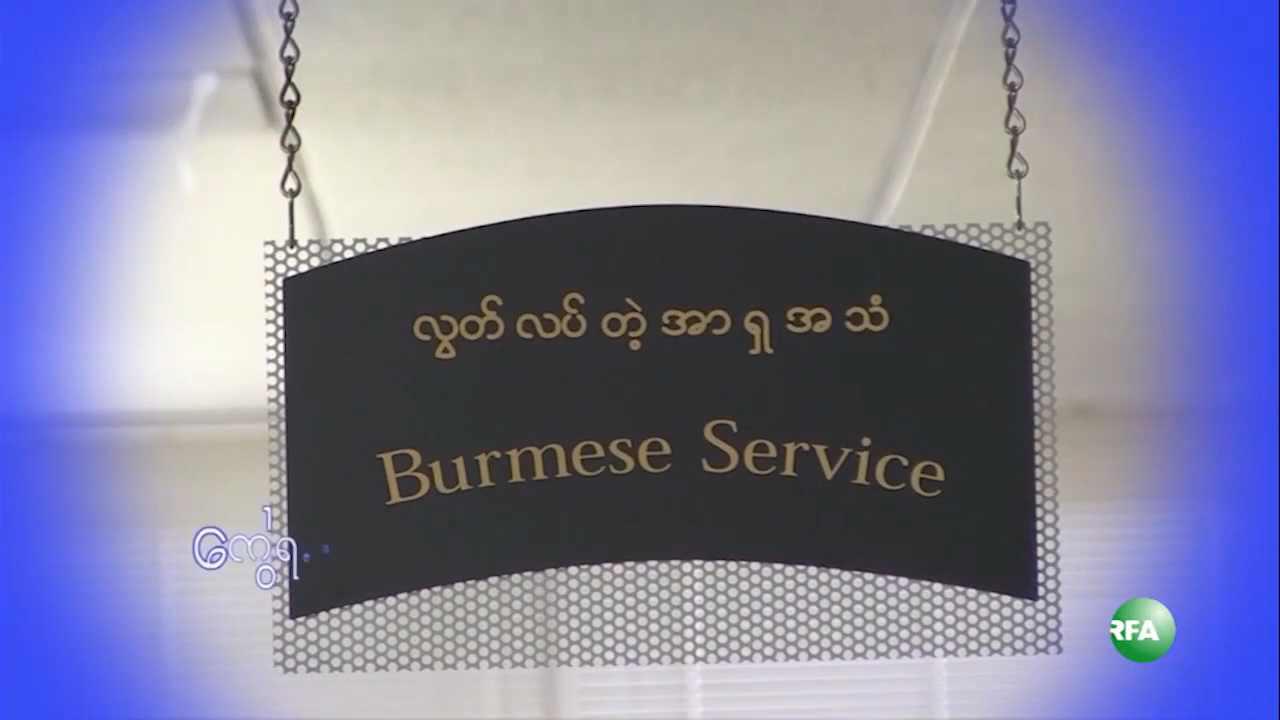 လွတ် လပ် တဲ့ အာ ရှ အ သံ
Burmese Service
RFA